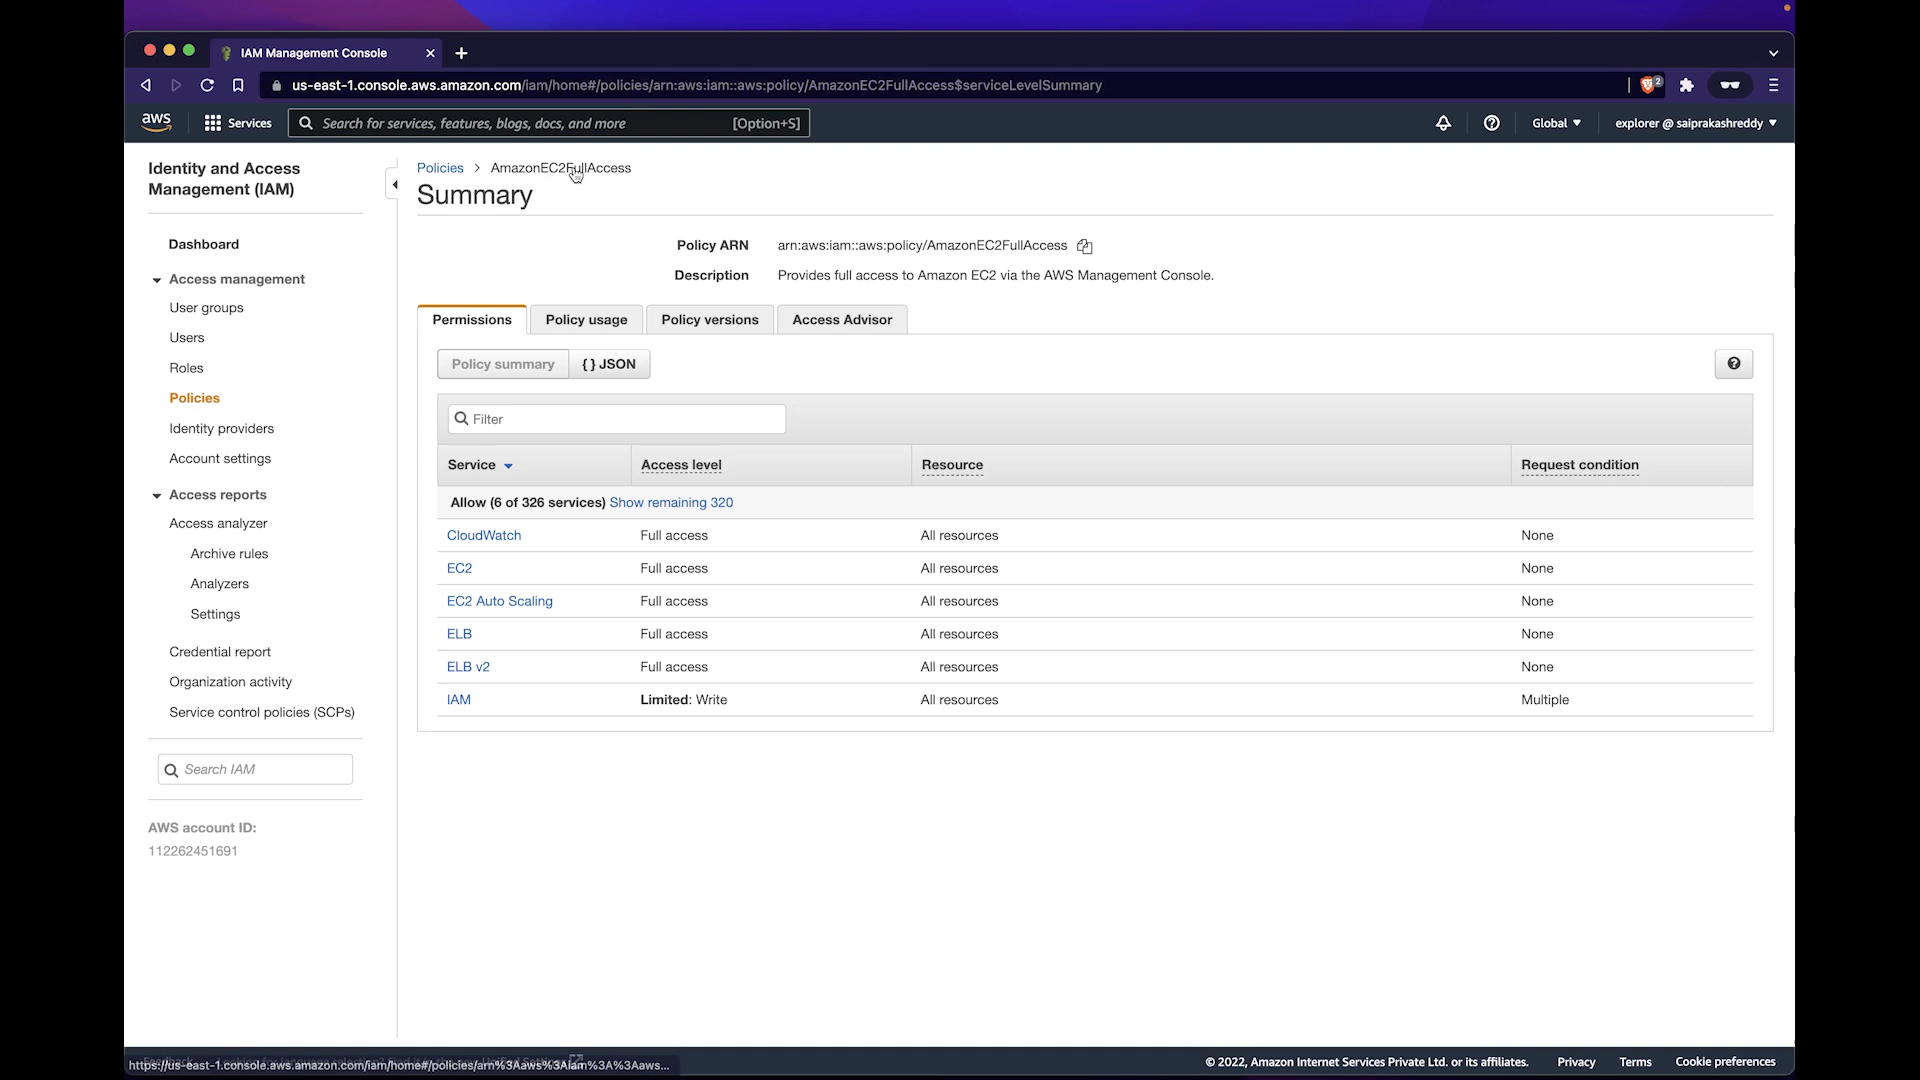 IAM Management Console
us-east-1.console.aws.amazon.com/iam/home#/policies/arn:aws:iam::aws:policy/AmazonEC2FullAccess$serviceLevelSummary
2
aws Services Search for services, features, blogs, docs, and more [Option+S] Global explorer @ saiprakashreddy
Identity and Access
Management (IAM)
Dashboard
Access management
User groups
Users
Roles
Policies
Identity providers
Account settings
Access reports
Access analyzer
Archive rules
Analyzers
Settings
Credential report
Organization activity
Service control policies (SCPs)
Search IAM
AWS account ID:
112262451691
Policies > AmazonEC2FullAccess
Summary
Policy ARN arn:aws:iam::aws:policy/AmazonEC2FullAccess
Description Provides full access to Amazon EC2 via the AWS Management Console.
Permissions Policy usage Policy versions Access Advisor
Policy summary { } JSON
Filter
Service Access level Resource Request condition
Allow (6 of 326 services) Show remaining 320
CloudWatch Full access All resources None
EC2 Full access All resources None
EC2 Auto Scaling Full access All resources None
ELB Full access All resources None
ELB v2 Full access All resources None
IAM Limited: Write All resources Multiple
https://us-east-1.console.aws.amazon.com/iam/home#/policies/arn%3Aaws%3Aiam%3A%3Aaws...
© 2022, Amazon Internet Services Private Ltd. or its affiliates. Privacy Terms Cookie preferences